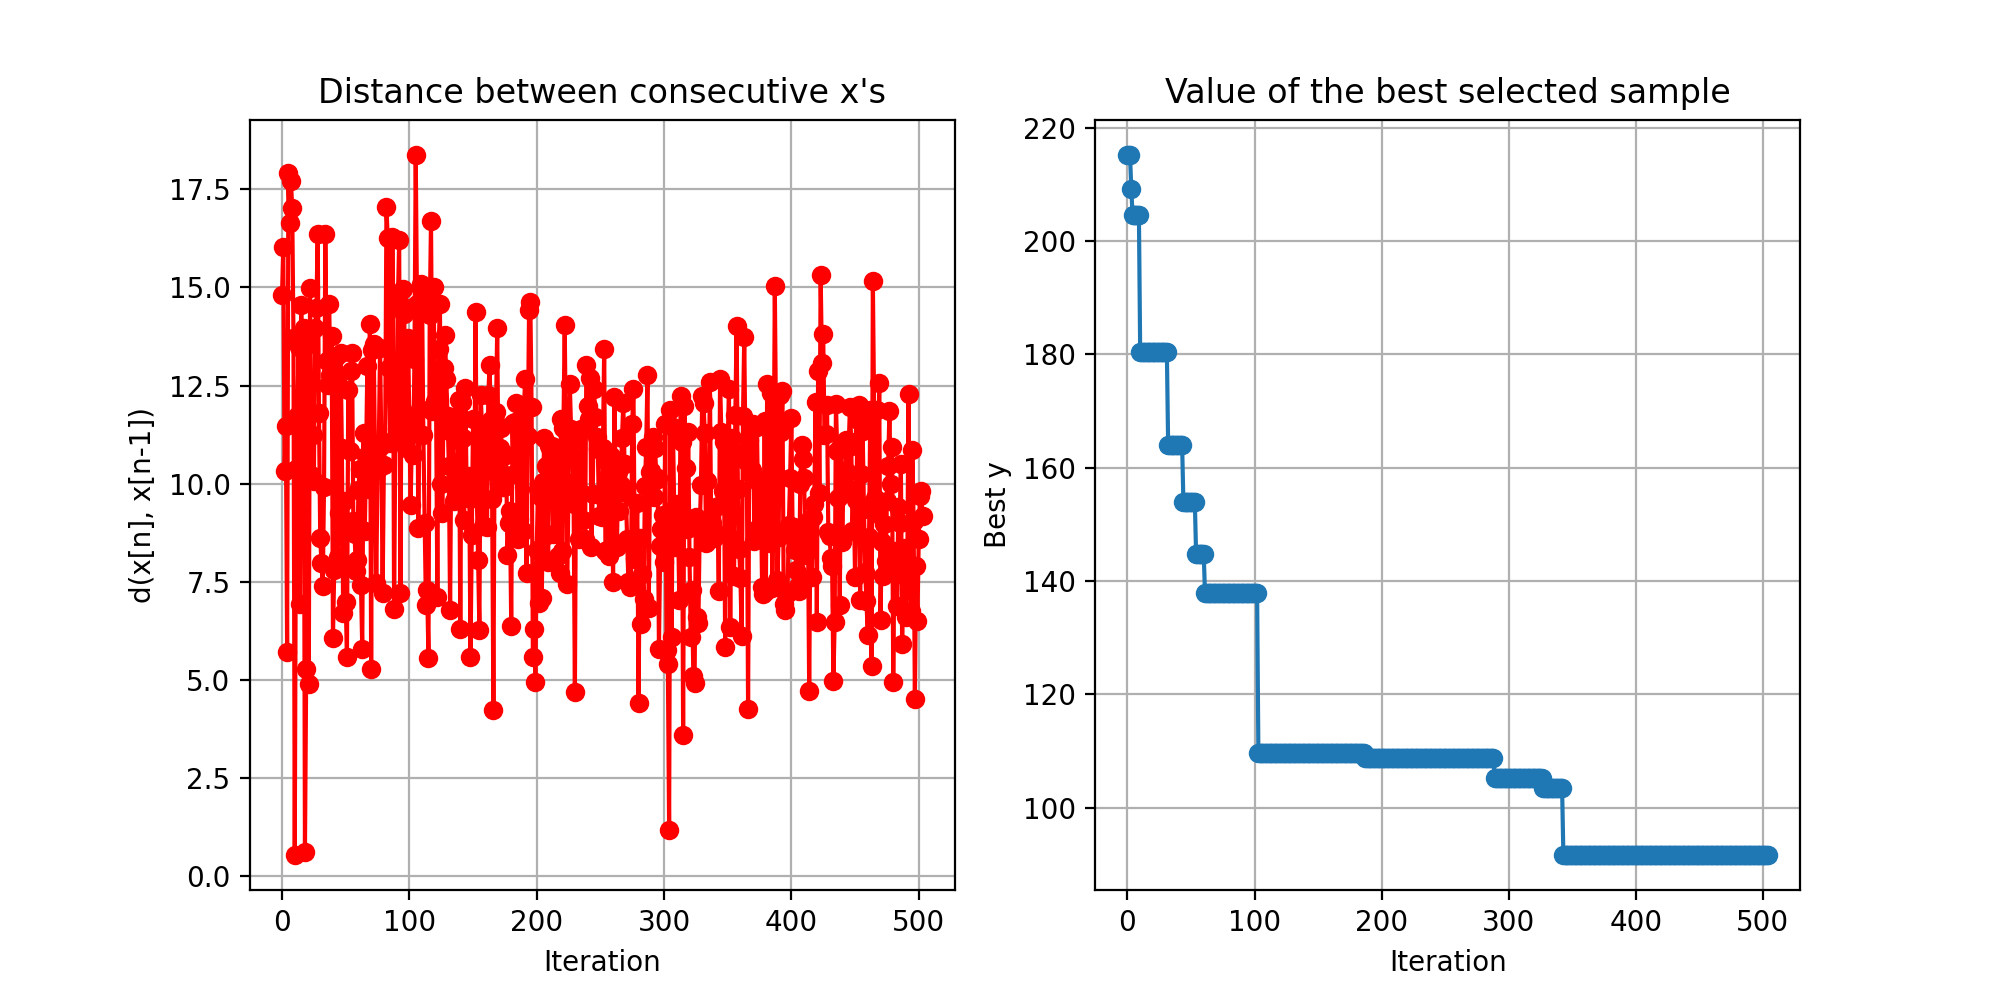 Distance between consecutive x's
Value of the best selected sample
d(x[n], x[n-1])
17.5
15.0
12.5
10.0
7.5
5.0
2.5
0.0
0 100 200 300 400 500
Iteration
Best y
220
200
180
160
140
120
100
0 100 200 300 400 500
Iteration